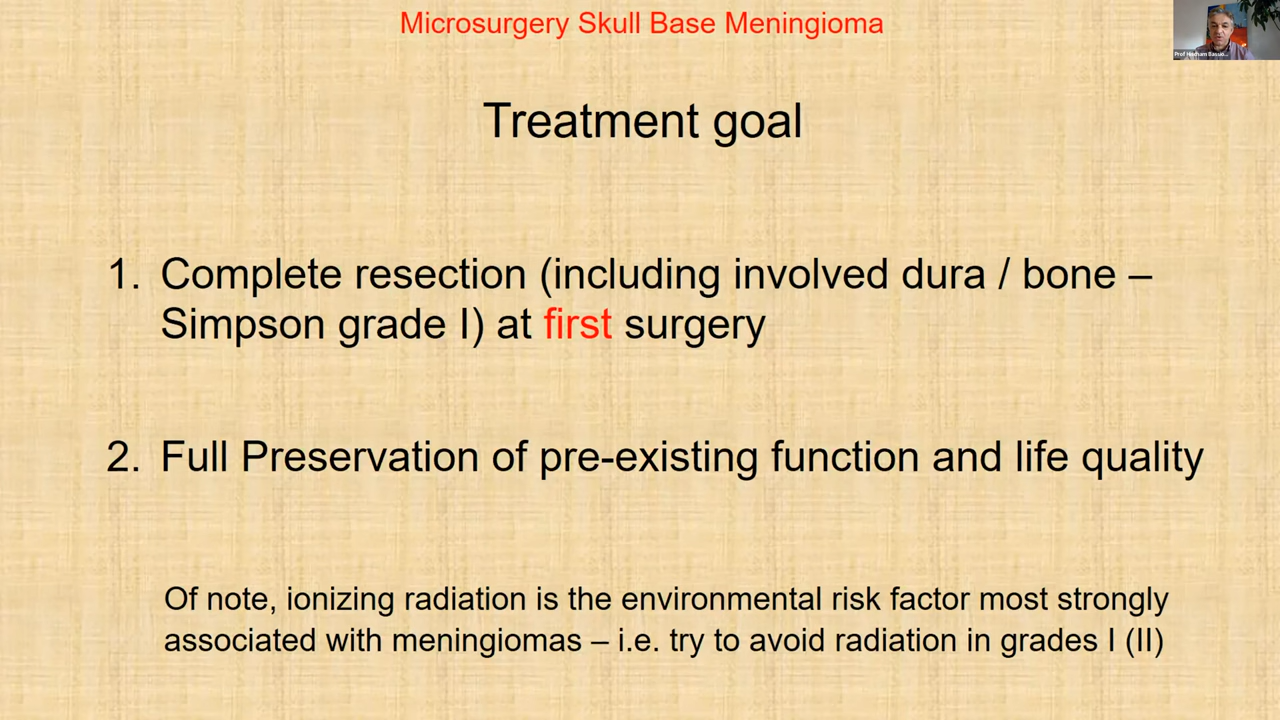 Microsurgery Skull Base Meningioma
Treatment goal
1. Complete resection (including involved dura / bone –
Simpson grade I) at first surgery
2. Full Preservation of pre-existing function and life quality
Of note, ionizing radiation is the environmental risk factor most strongly
associated with meningiomas – i.e. try to avoid radiation in grades I (II)